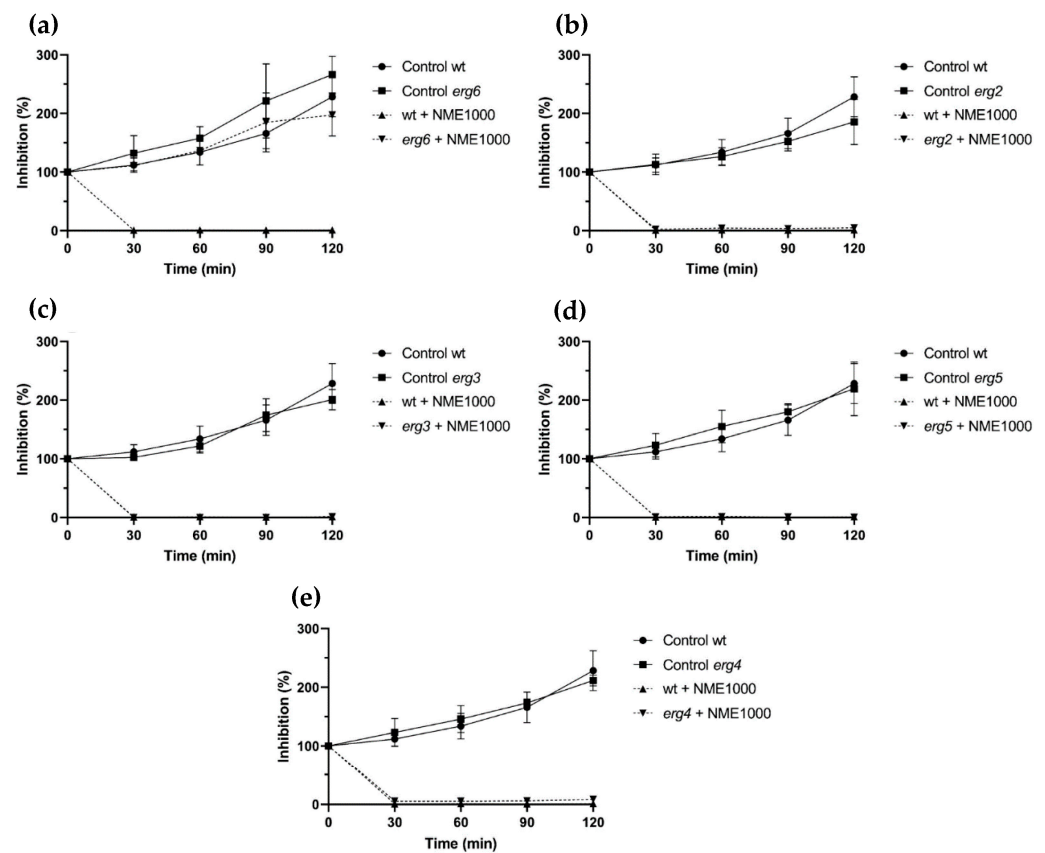 (a)
300
200
100
0
Inhibition (%)
0 30 60 90 120
Time (min)
Control wt
Control erg6
wt + NME1000
erg6 + NME1000
(b)
300
200
100
0
Inhibition (%)
0 30 60 90 120
Time (min)
Control wt
Control erg2
wt + NME1000
erg2 + NME1000
(c)
300
200
100
0
Inhibition (%)
0 30 60 90 120
Time (min)
Control wt
Control erg3
wt + NME1000
erg3 + NME1000
(d)
300
200
100
0
Inhibition (%)
0 30 60 90 120
Time (min)
Control wt
Control erg5
wt + NME1000
erg5 + NME1000
(e)
300
200
100
0
Inhibition (%)
0 30 60 90 120
Time (min)
Control wt
Control erg4
wt + NME1000
erg4 + NME1000